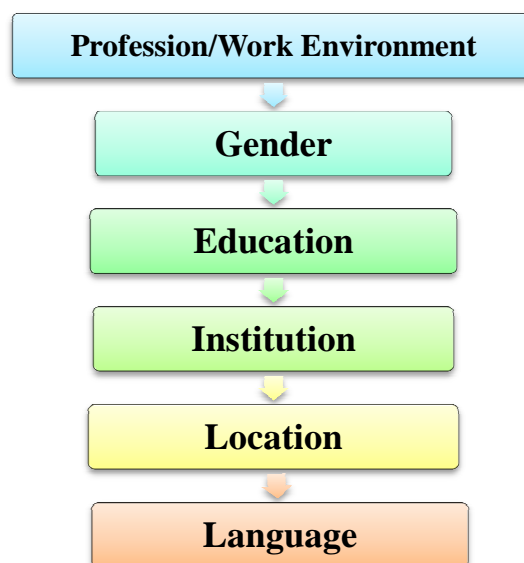 Profession/Work Environment
Gender
Education
Institution
Location
Language